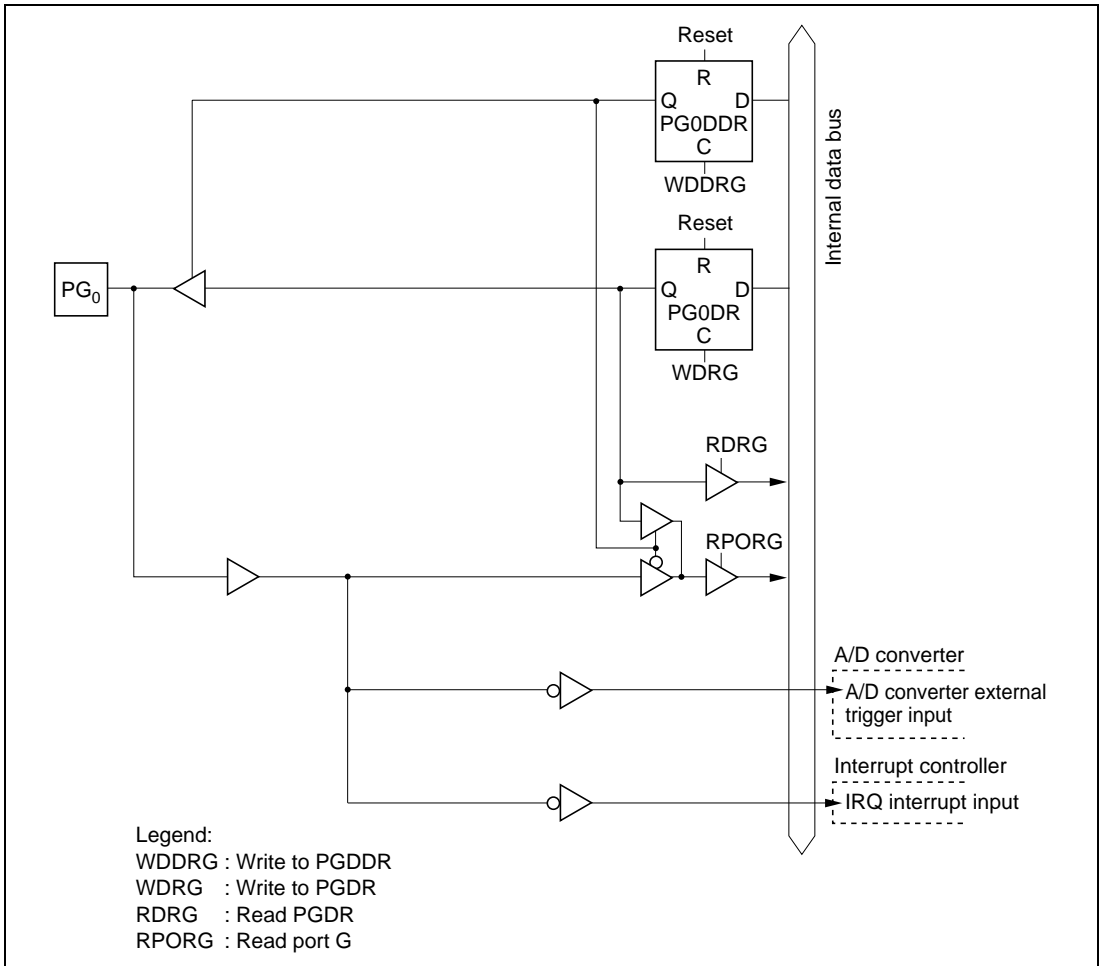 Reset
R
Q D
PG0DDR
C
WDDRG
Internal data bus
Reset
R
Q D
PG0DR
C
WDRG
PG0
RDRG
RPORG
A/D converter
A/D converter external
trigger input
Interrupt controller
IRQ interrupt input
Legend:
WDDRG : Write to PGDDR
WDRG : Write to PGDR
RDRG : Read PGDR
RPORG : Read port G